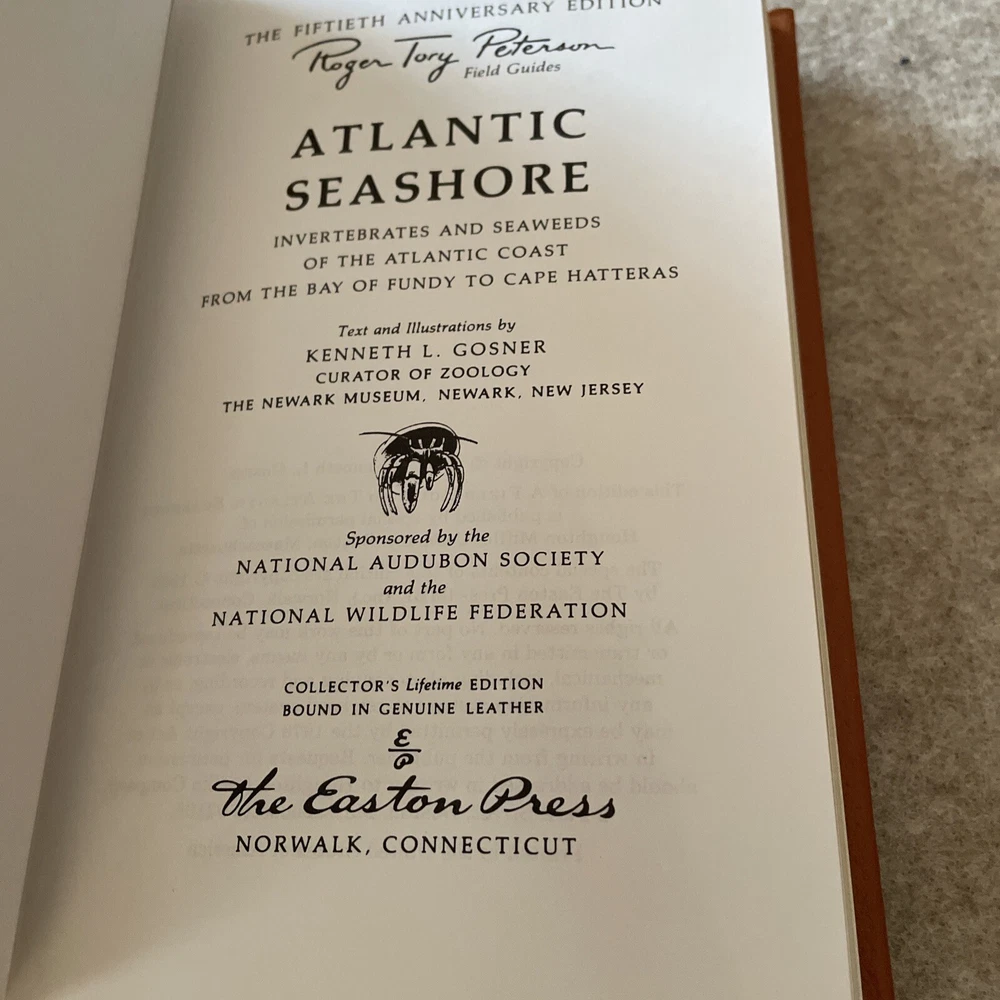 THE FIFTIETH ANNIVERSARY EDITION
Roger Tory Peterson
Field Guides
ATLANTIC
SEASHORE
INVERTEBRATES AND SEAWEEDS
OF THE ATLANTIC COAST
FROM THE BAY OF FUNDY TO CAPE HATTERAS
Text and Illustrations by
KENNETH L. GOSNER
CURATOR OF ZOOLOGY
THE NEWARK MUSEUM, NEWARK, NEW JERSEY
Sponsored by the
NATIONAL AUDUBON SOCIETY
and the
NATIONAL WILDLIFE FEDERATION
COLLECTOR'S Lifetime EDITION
BOUND IN GENUINE LEATHER
E
P
The Easton Press
NORWALK, CONNECTICUT